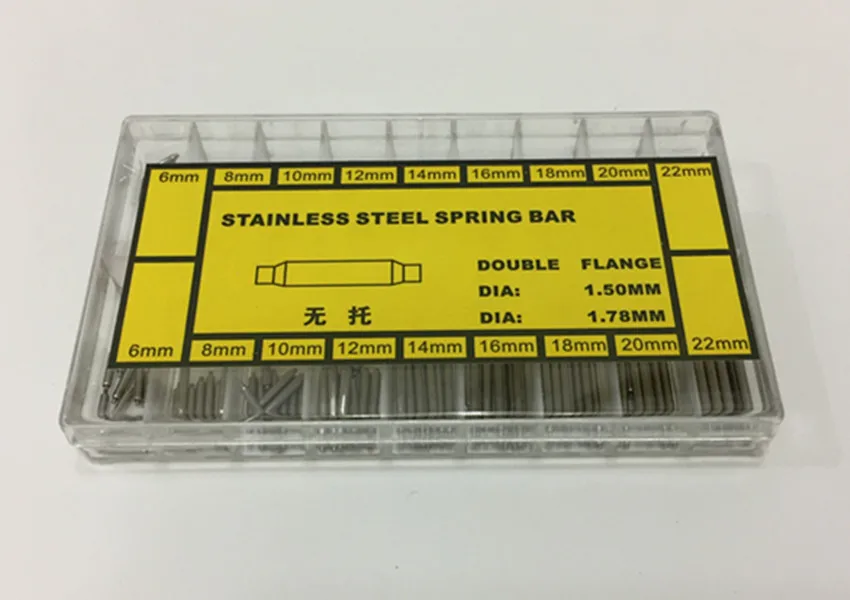 6mm 8mm 10mm 12mm 14mm 16mm 18mm 20mm 22mm
STAINLESS STEEL SPRING BAR
DOUBLE FLANGE
DIA: 1.50MM
无托 DIA: 1.78MM
6mm 8mm 10mm 12mm 14mm 16mm 18mm 20mm 22mm